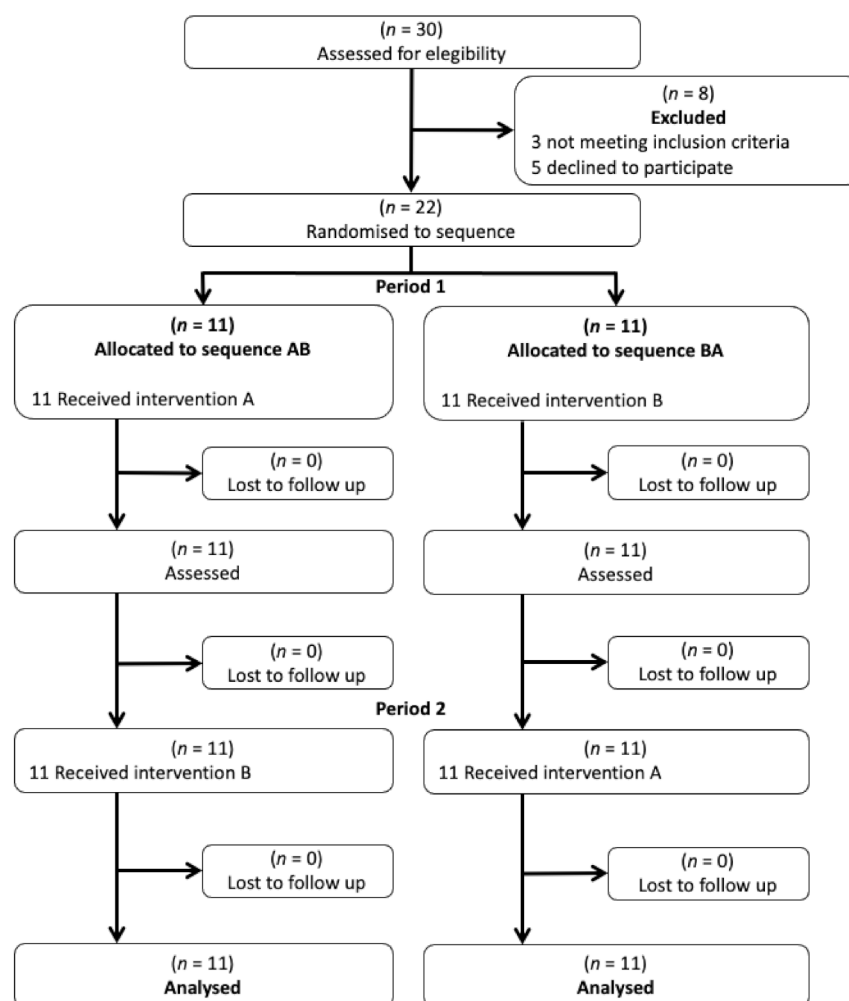 (n = 30)
Assessed for elegibility
(n = 8)
Excluded
3 not meeting inclusion criteria
5 declined to participate
(n = 22)
Randomised to sequence
Period 1
(n = 11)
Allocated to sequence AB
11 Received intervention A
(n = 11)
Allocated to sequence BA
11 Received intervention B
(n = 0)
Lost to follow up
(n = 0)
Lost to follow up
(n = 11)
Assessed
(n = 11)
Assessed
(n = 0)
Lost to follow up
(n = 0)
Lost to follow up
Period 2
(n = 11)
11 Received intervention B
(n = 11)
11 Received intervention A
(n = 0)
Lost to follow up
(n = 0)
Lost to follow up
(n = 11)
Analysed
(n = 11)
Analysed